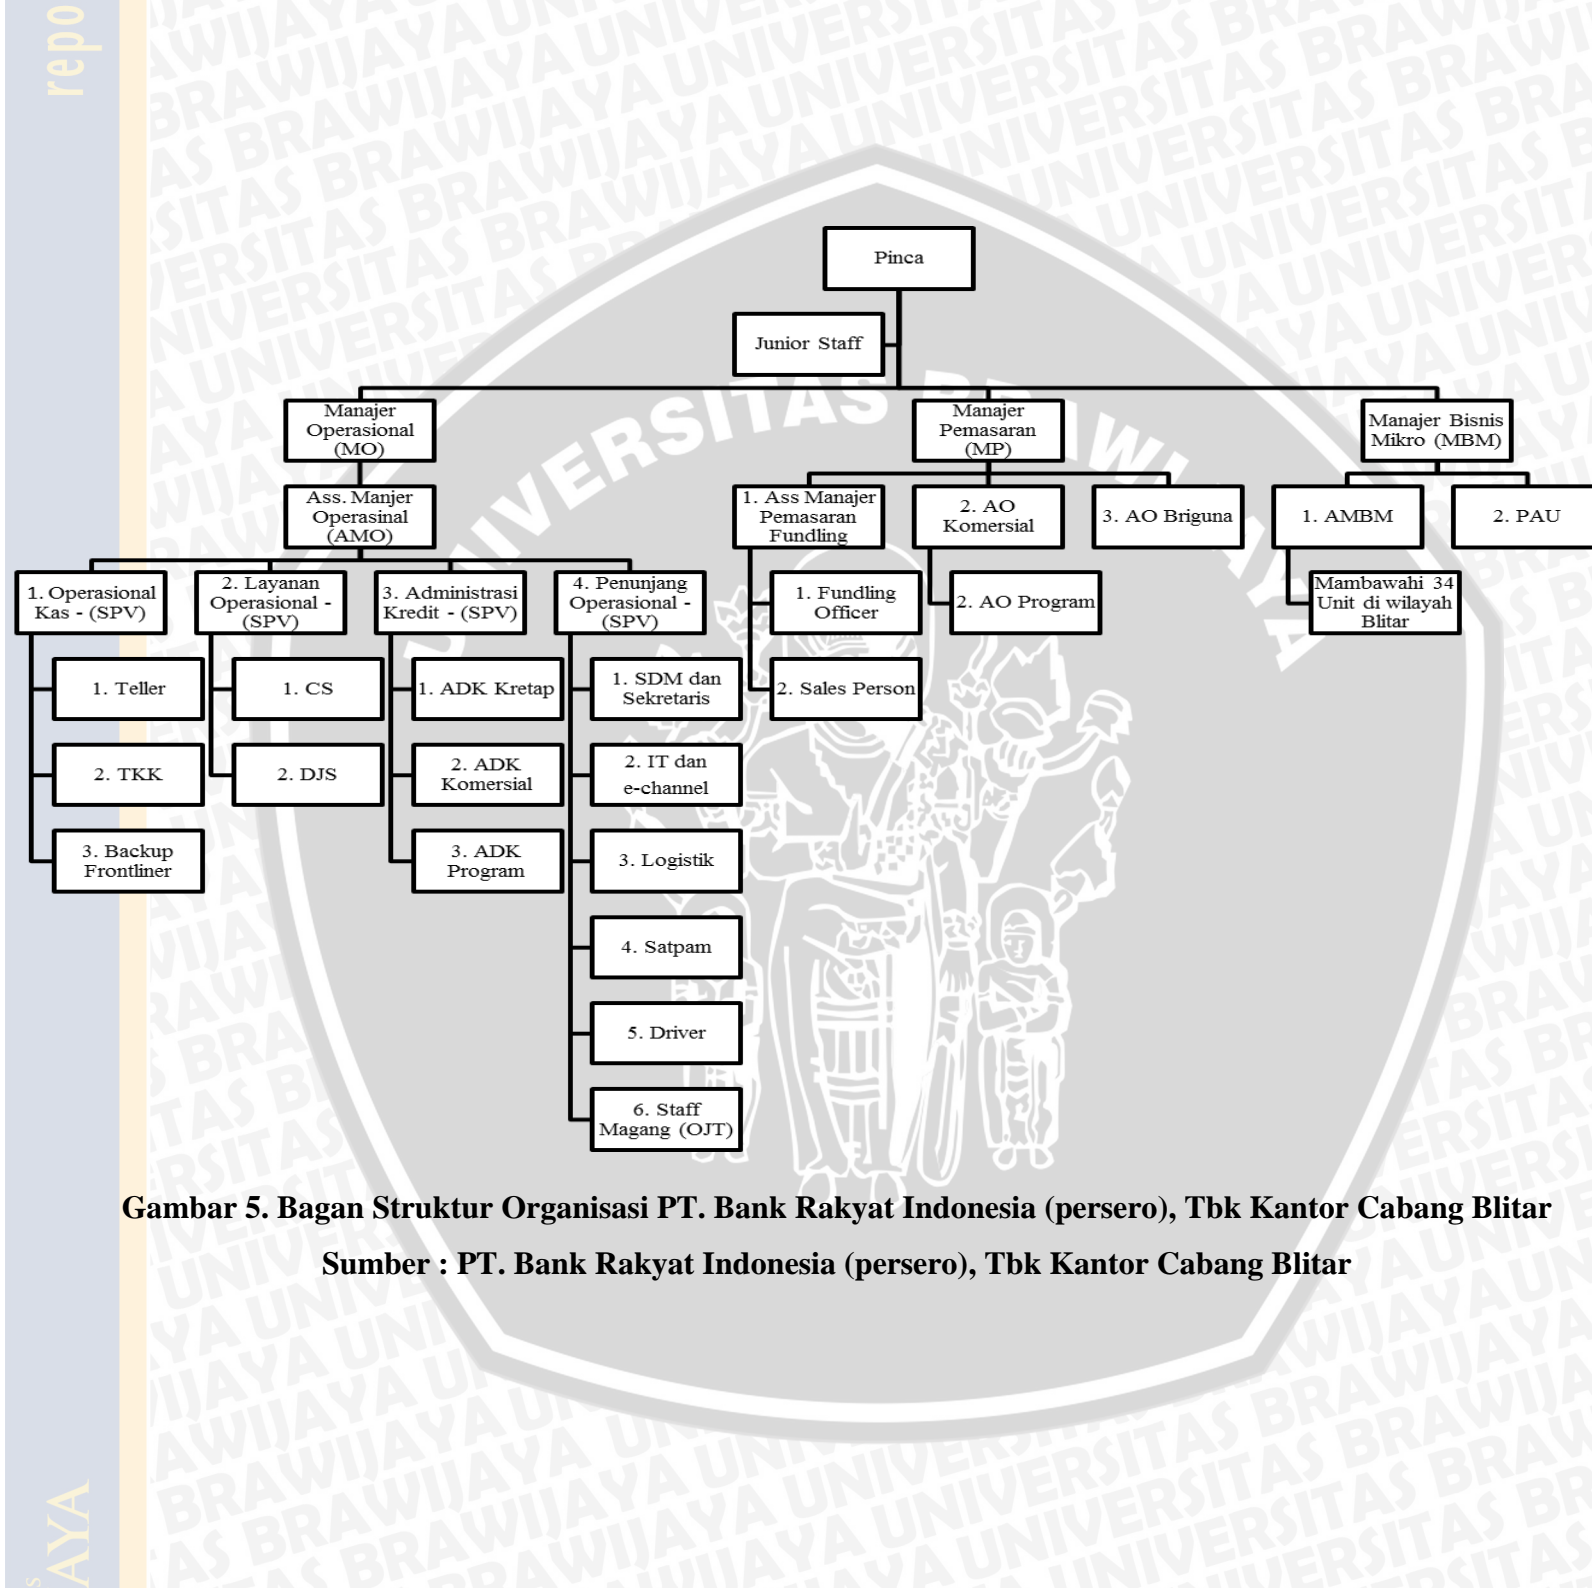 repo
Pinca
Junior Staff
Manajer
Operasional
(MO)
Manajer
Pemasaran
(MP)
Manajer Bisnis
Mikro (MBM)
Ass. Manjer
Operasinal
(AMO)
1. Ass Manajer
Pemasaran
Fundling
2. AO
Komersial
3. AO Briguna
1. AMBM
2. PAU
1. Operasional
Kas - (SPV)
2. Layanan
Operasional -
(SPV)
3. Administrasi
Kredit - (SPV)
4. Penunjang
Operasional -
(SPV)
1. Fundling
Officer
2. AO Program
Mambawahi 34
Unit di wilayah
Blitar
1. Teller
1. CS
1. ADK Kretap
1. SDM dan
Sekretaris
2. Sales Person
2. TKK
2. DJS
2. ADK
Komersial
2. IT dan
e-channel
3. Backup
Frontliner
3. ADK
Program
3. Logistik
4. Satpam
5. Driver
6. Staff
Magang (OJT)
UNIVERSITAS BRAWIJAYA
Gambar 5. Bagan Struktur Organisasi PT. Bank Rakyat Indonesia (persero), Tbk Kantor Cabang Blitar
Sumber : PT. Bank Rakyat Indonesia (persero), Tbk Kantor Cabang Blitar
AYA